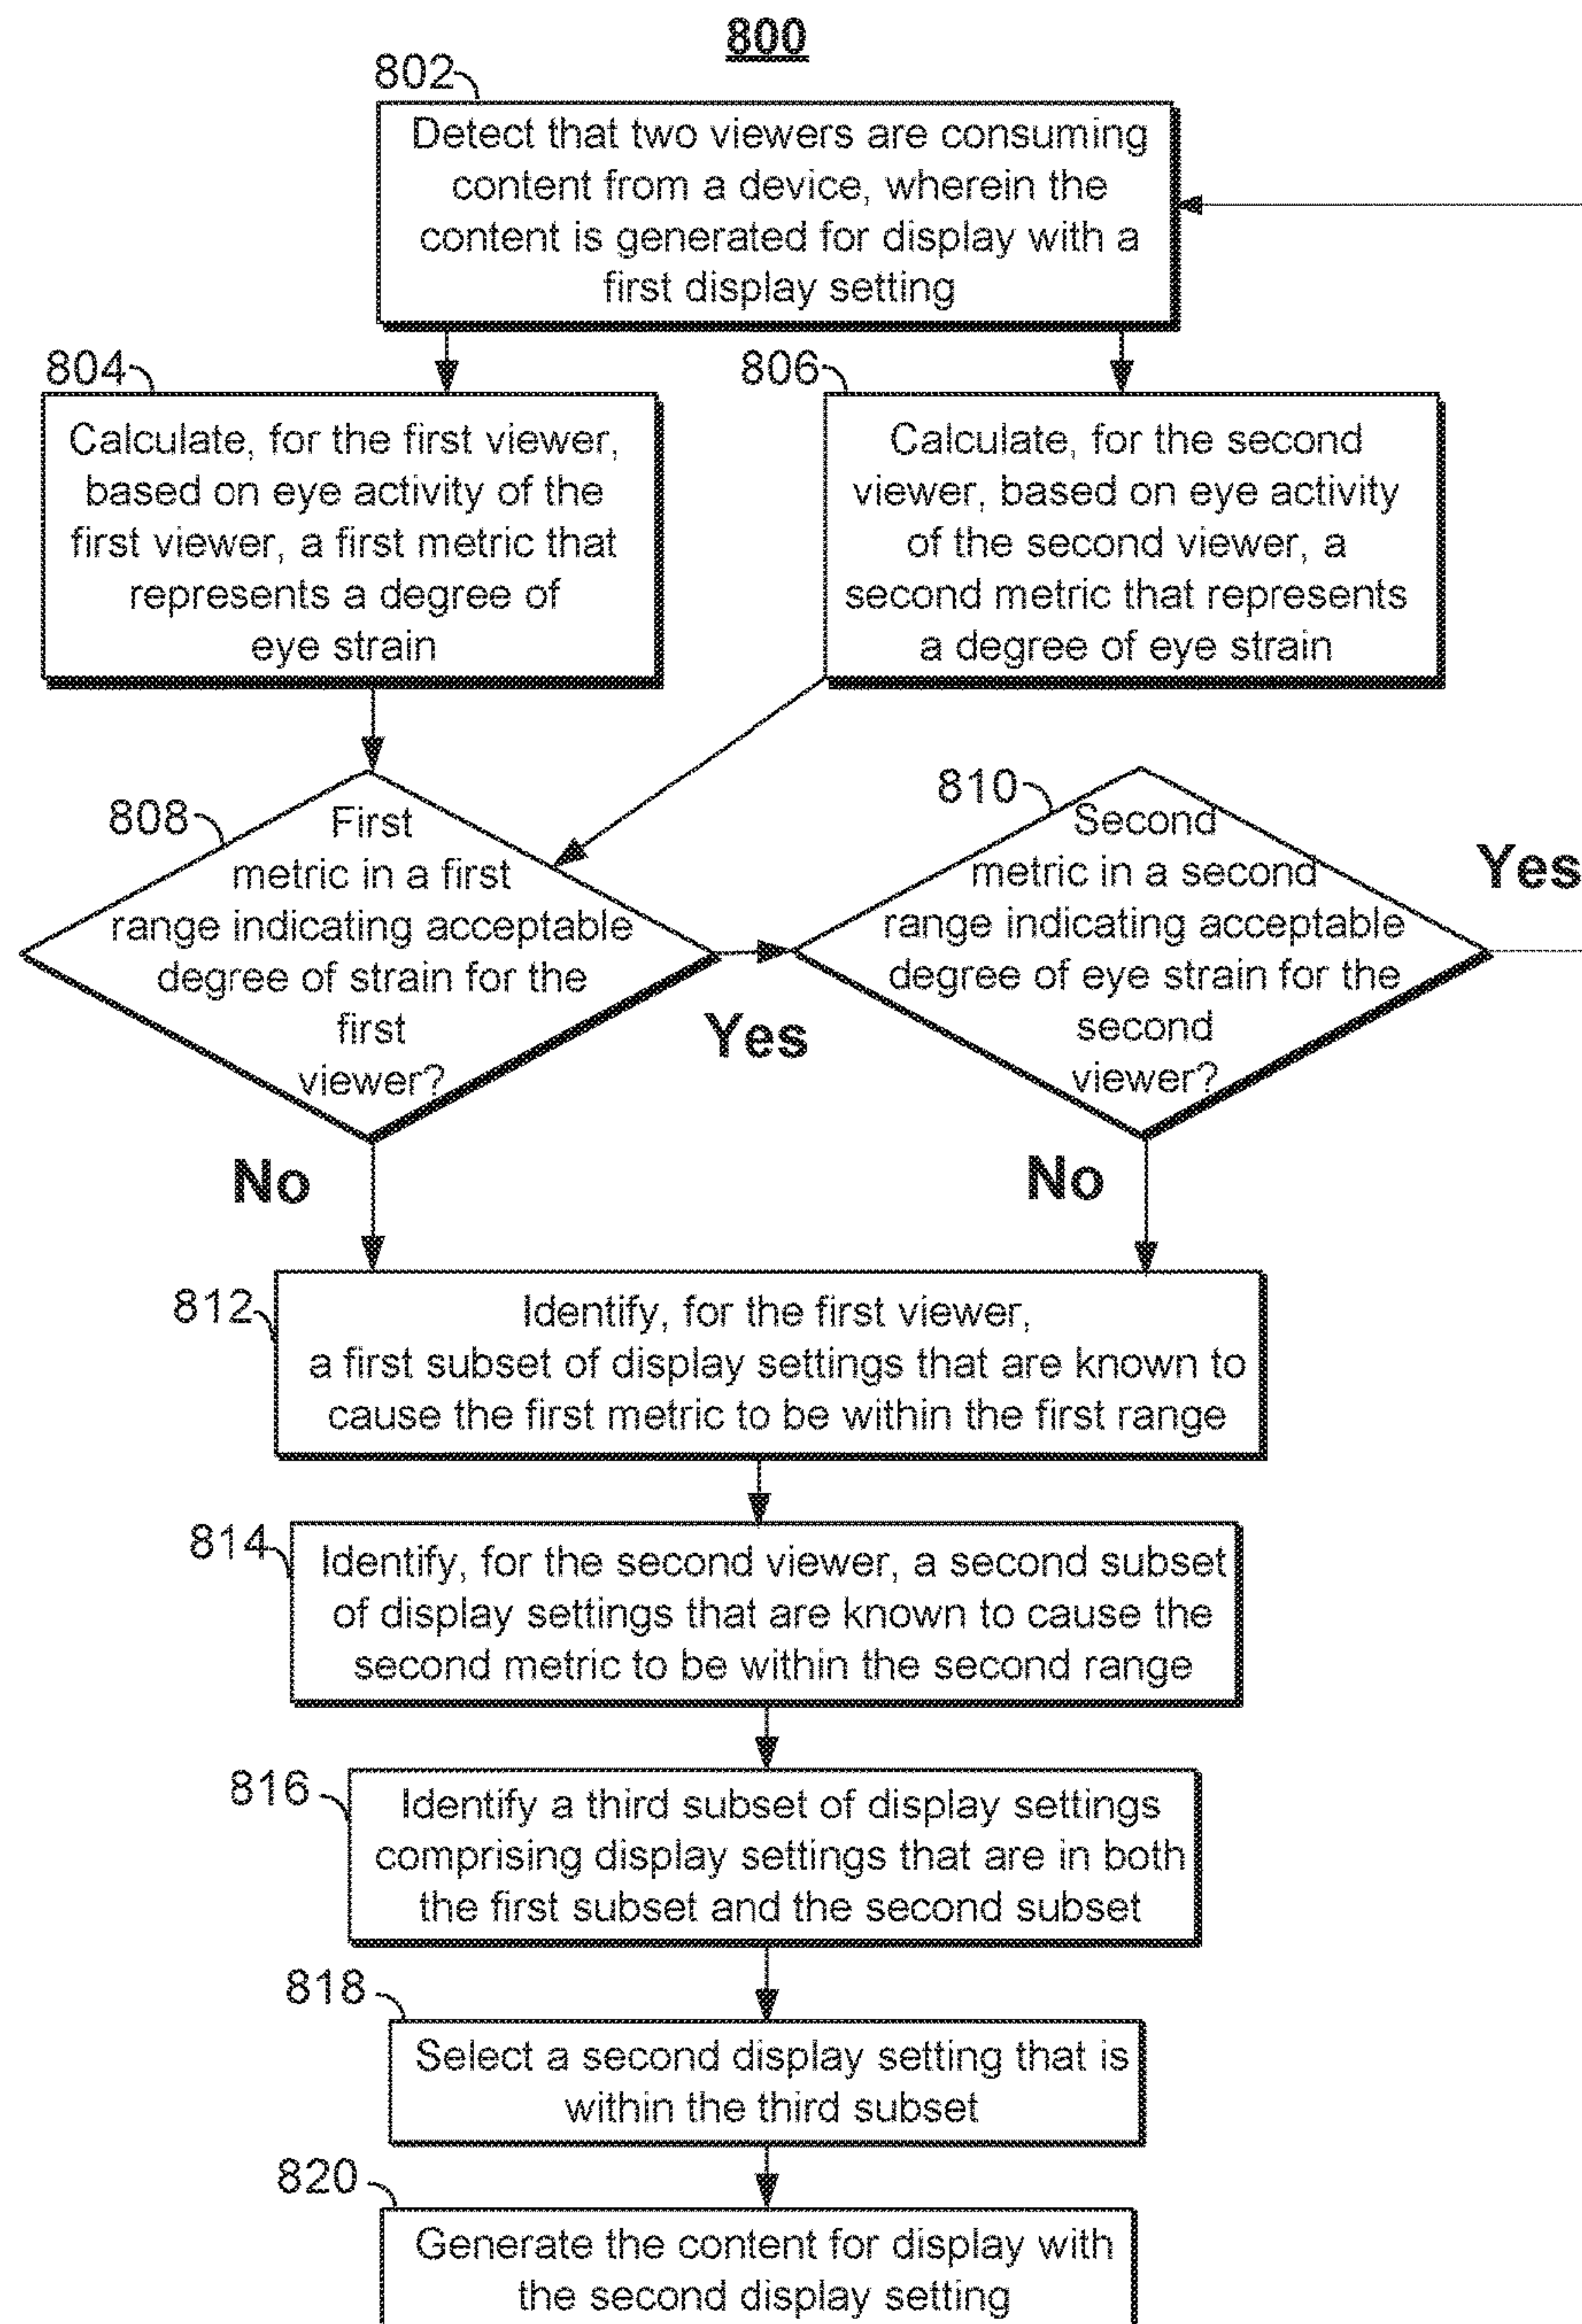 800
802
Detect that two viewers are consuming
content from a device, wherein the
content is generated for display with a
first display setting
804
Calculate, for the first viewer,
based on eye activity of the
first viewer, a first metric that
represents a degree of
eye strain
806
Calculate, for the second
viewer, based on eye activity
of the second viewer, a
second metric that represents
a degree of eye strain
808
First
metric in a first
range indicating acceptable
degree of strain for the
first
viewer?
Yes
No
810
Second
metric in a second
range indicating acceptable
degree of eye strain for the
second
viewer?
Yes
No
812
Identify, for the first viewer,
a first subset of display settings that are known to
cause the first metric to be within the first range
814
Identify, for the second viewer, a second subset
of display settings that are known to cause the
second metric to be within the second range
816
Identify a third subset of display settings
comprising display settings that are in both
the first subset and the second subset
818
Select a second display setting that is
within the third subset
820
Generate the content for display with
the second display setting